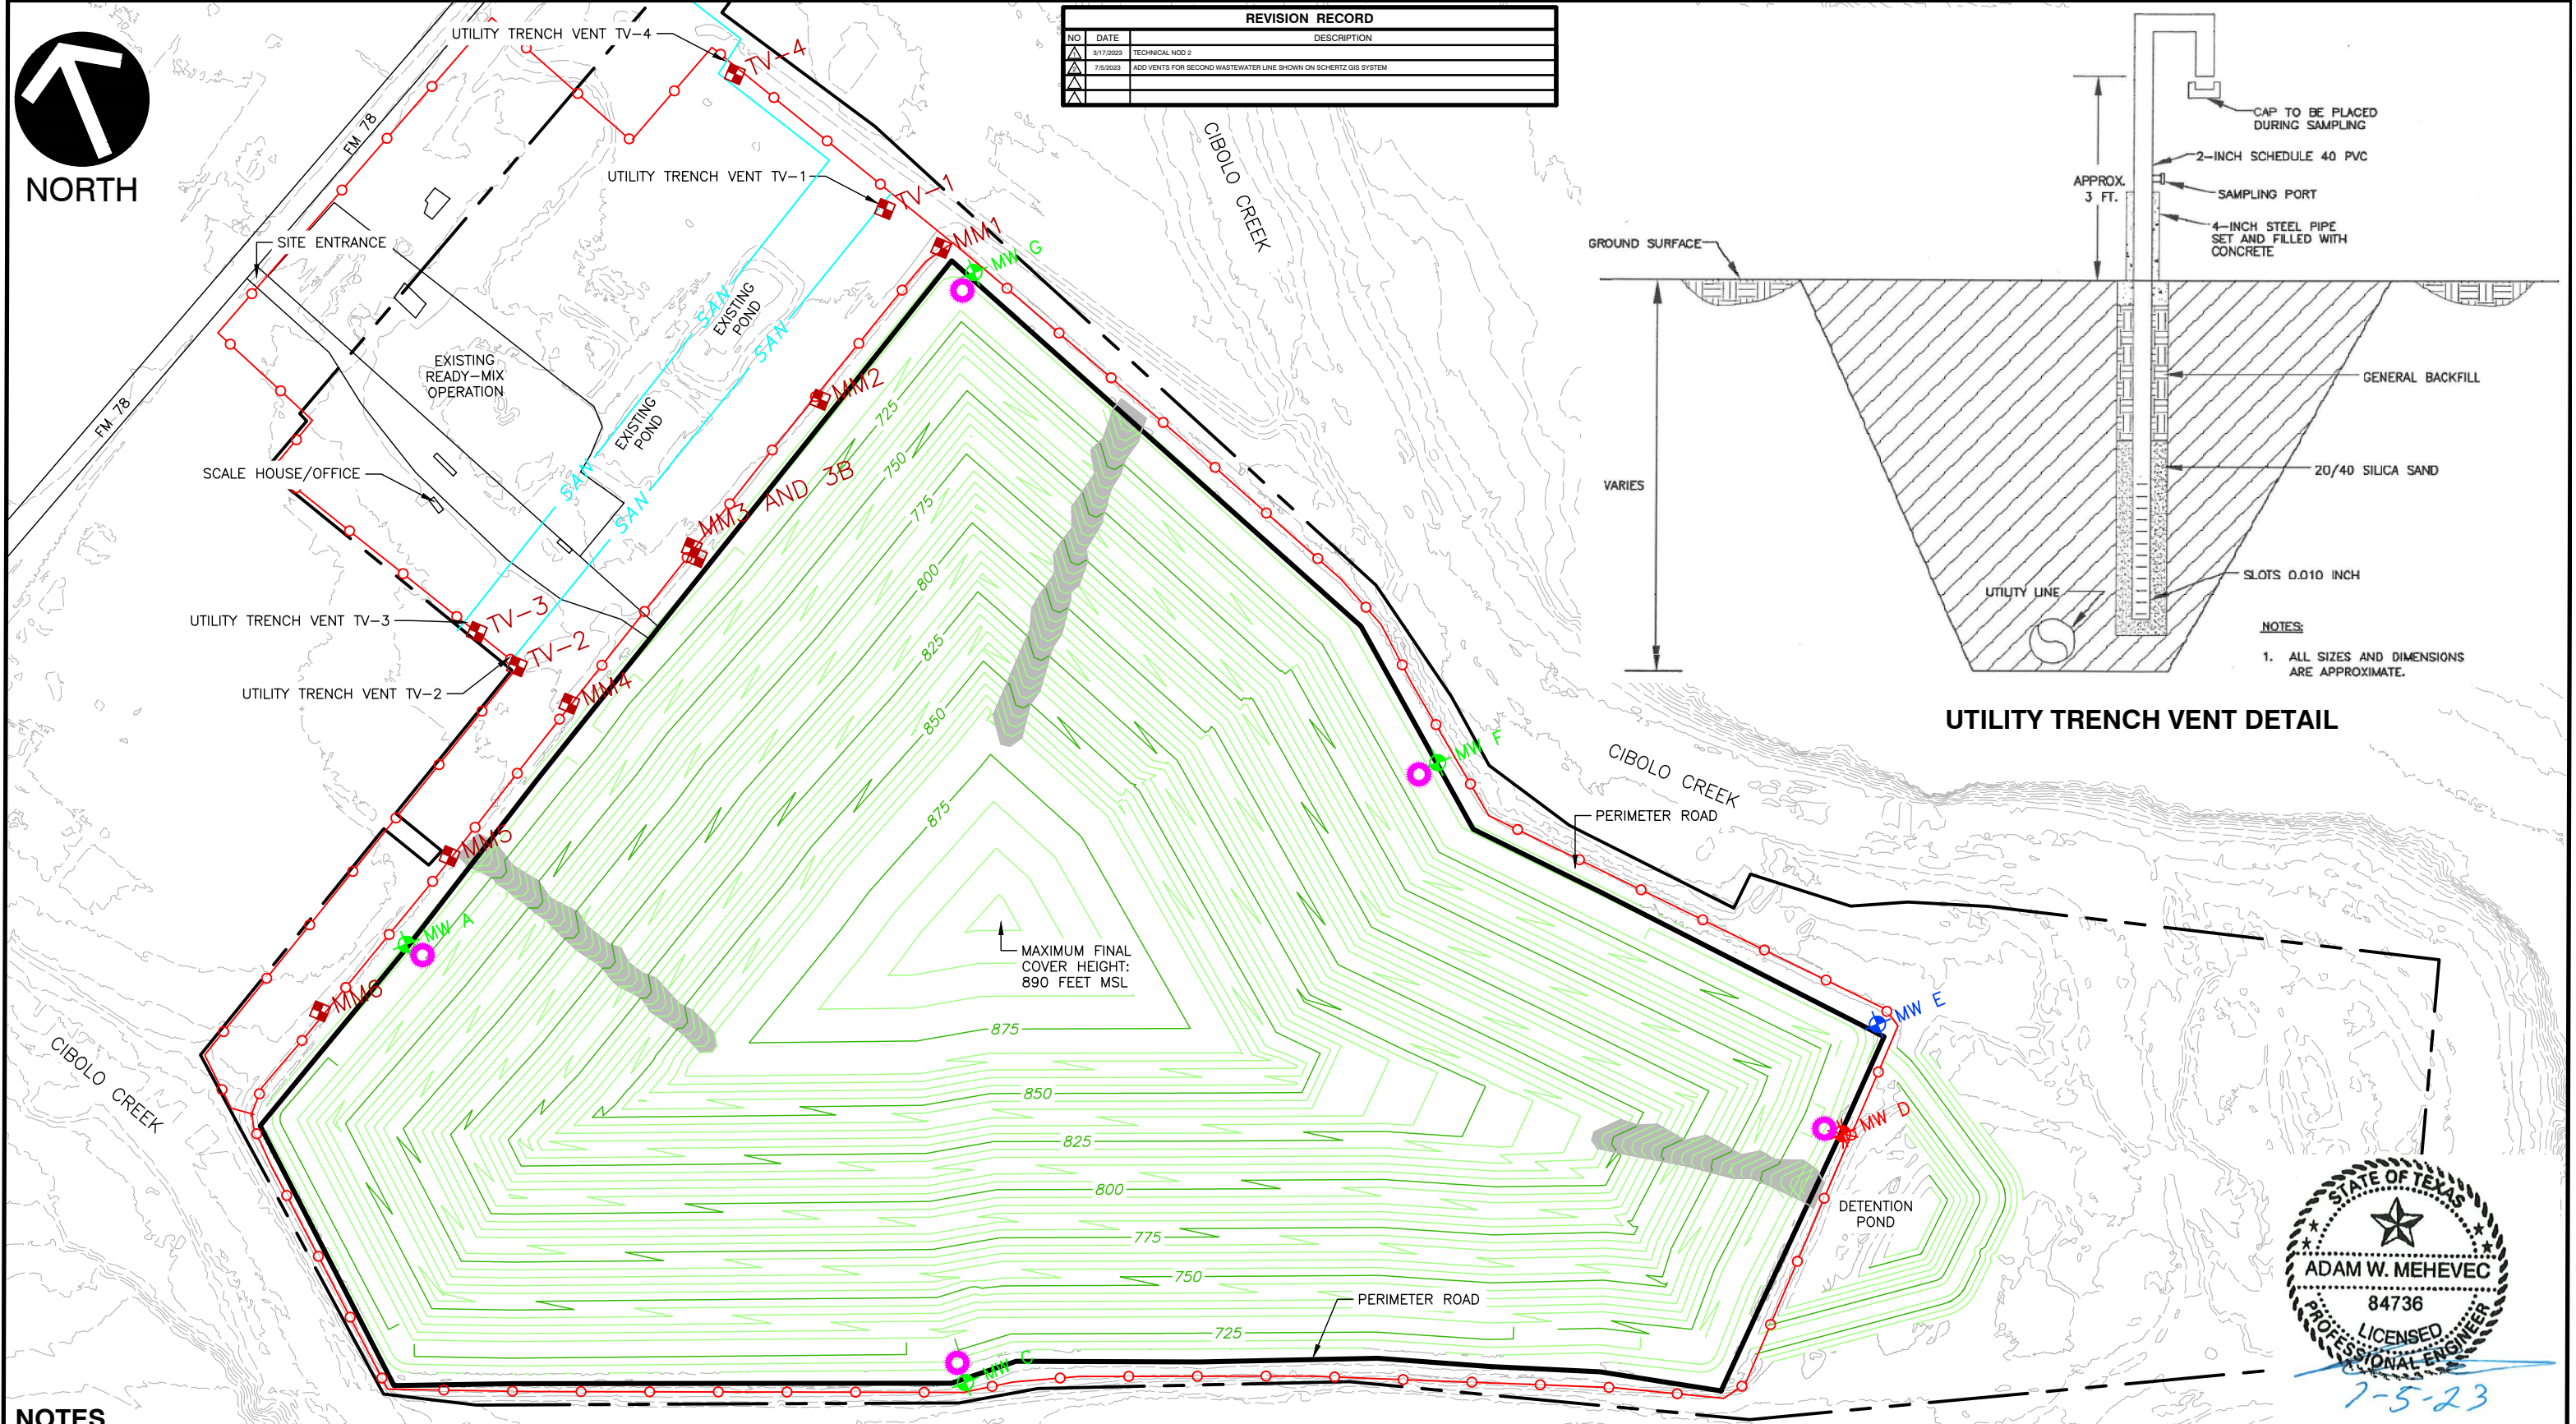 REVISION RECORD
NO DATE DESCRIPTION
1 3/17/2023 TECHNICAL NOD 2
2 7/5/2023 ADD VENTS FOR SECOND WASTEWATER LINE SHOWN ON SCHERTZ GIS SYSTEM
NORTH
UTILITY TRENCH VENT TV-4
TV-4
FM 78
UTILITY TRENCH VENT TV-1
TV-1
SITE ENTRANCE
MM1
MW G
CIBOLO CREEK
SAN
EXISTING
POND
SAN
EXISTING
READY-MIX
OPERATION
MM2
FM 78
EXISTING
POND
SCALE HOUSE/OFFICE
SAN
SAN
MM3 AND 3B
725
750
775
800
825
850
875
UTILITY TRENCH VENT TV-3
TV-3
TV-2
UTILITY TRENCH VENT TV-2
MM4
MW F
CIBOLO CREEK
PERIMETER ROAD
MM5
MW A
MM6
MAXIMUM FINAL
COVER HEIGHT:
890 FEET MSL
MW E
875
CIBOLO CREEK
850
MW D
825
800
DETENTION
POND
775
750
PERIMETER ROAD
725
MW C
NOTES
CAP TO BE PLACED
DURING SAMPLING
2-INCH SCHEDULE 40 PVC
APPROX.
3 FT.
SAMPLING PORT
4-INCH STEEL PIPE
SET AND FILLED WITH
CONCRETE
GROUND SURFACE
GENERAL BACKFILL
VARIES
20/40 SILICA SAND
SLOTS 0.010 INCH
UTILITY LINE
NOTES:
1. ALL SIZES AND DIMENSIONS
ARE APPROXIMATE.
UTILITY TRENCH VENT DETAIL
STATE OF TEXAS
ADAM W. MEHEVEC
84736
LICENSED
PROFESSIONAL ENGINEER
7-5-23